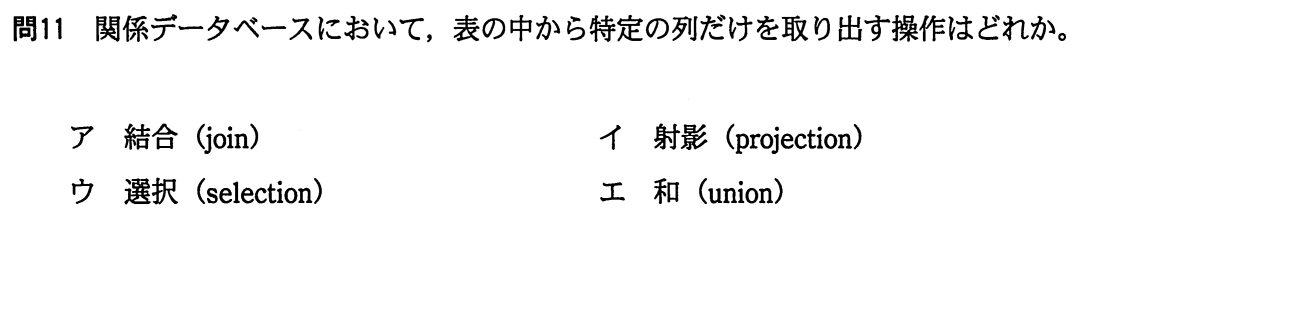 問11 関係データベースにおいて，表の中から特定の列だけを取り出す操作はどれか。
ア 結合（join） イ 射影（projection）
ウ 選択（selection） エ 和（union）